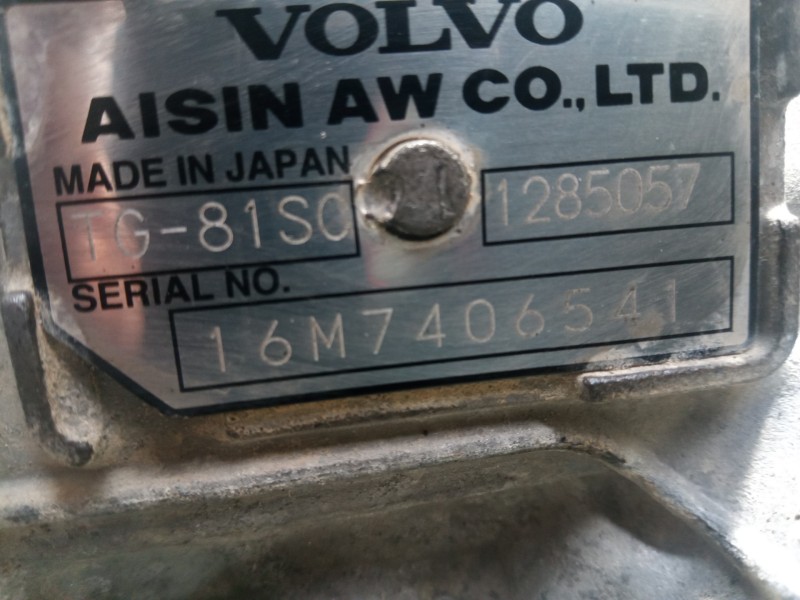 VOLVO
AISIN AW CO., LTD.
MADE IN JAPAN
TG-81SC 1285057
SERIAL NO.
16M7406541